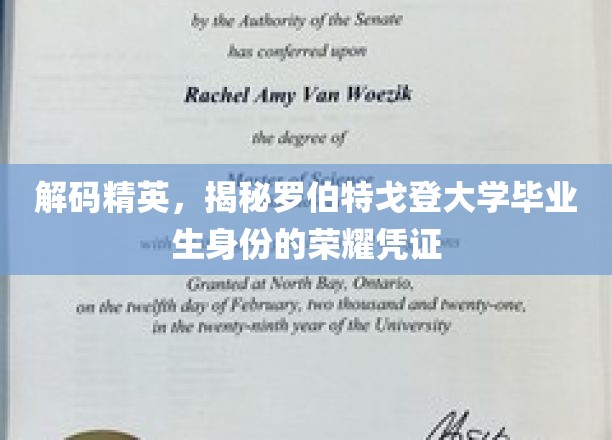 by the Authority of the Senate
has conferred upon
Rachel Amy Van Woezik
the degree of
Master of Science
解码精英，揭秘罗伯特戈登大学毕业
生身份的荣耀凭证
Granted at North Bay, Ontario,
on the twelfth day of February, two thousand and twenty-one,
in the twenty-ninth year of the University